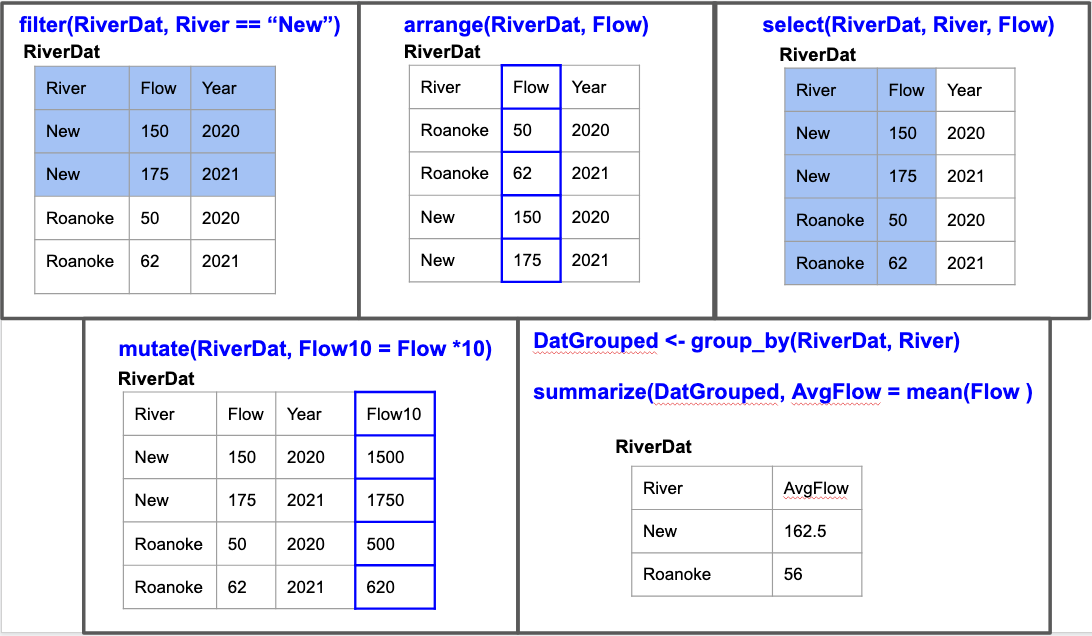 filter(RiverDat, River == “New”)
RiverDat
River Flow Year
New 150 2020
New 175 2021
Roanoke 50 2020
Roanoke 62 2021
arrange(RiverDat, Flow)
RiverDat
River Flow Year
Roanoke 50 2020
Roanoke 62 2021
New 150 2020
New 175 2021
select(RiverDat, River, Flow)
RiverDat
River Flow Year
New 150 2020
New 175 2021
Roanoke 50 2020
Roanoke 62 2021
mutate(RiverDat, Flow10 = Flow *10)
RiverDat
River Flow Year Flow10
New 150 2020 1500
New 175 2021 1750
Roanoke 50 2020 500
Roanoke 62 2021 620
DatGrouped <- group_by(RiverDat, River)
summarize(DatGrouped, AvgFlow = mean(Flow )
RiverDat
River AvgFlow
New 162.5
Roanoke 56